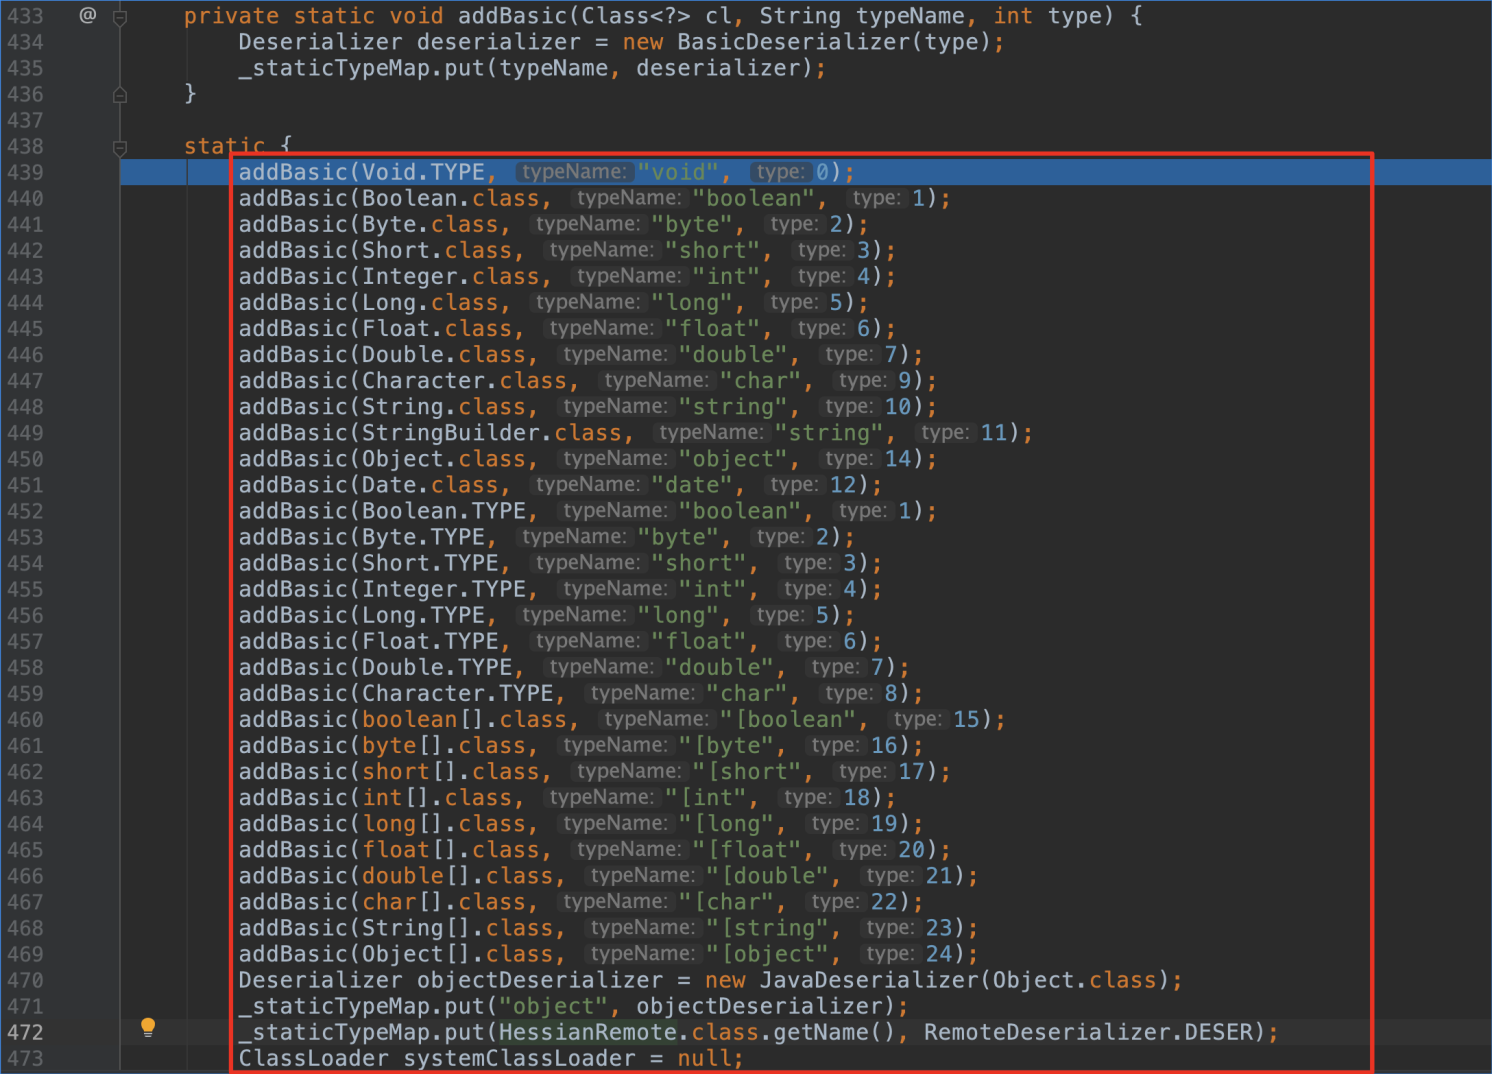 433 @ private static void addBasic(Class<?> cl, String typeName, int type) {
434 Deserializer deserializer = new BasicDeserializer(type);
435 _staticTypeMap.put(typeName, deserializer);
436 }
437
438 static {
439 addBasic(Void.TYPE, typeName: "void", type: 0);
440 addBasic(Boolean.class, typeName: "boolean", type: 1);
441 addBasic(Byte.class, typeName: "byte", type: 2);
442 addBasic(Short.class, typeName: "short", type: 3);
443 addBasic(Integer.class, typeName: "int", type: 4);
444 addBasic(Long.class, typeName: "long", type: 5);
445 addBasic(Float.class, typeName: "float", type: 6);
446 addBasic(Double.class, typeName: "double", type: 7);
447 addBasic(Character.class, typeName: "char", type: 9);
448 addBasic(String.class, typeName: "string", type: 10);
449 addBasic(StringBuilder.class, typeName: "string", type: 11);
450 addBasic(Object.class, typeName: "object", type: 14);
451 addBasic(Date.class, typeName: "date", type: 12);
452 addBasic(Boolean.TYPE, typeName: "boolean", type: 1);
453 addBasic(Byte.TYPE, typeName: "byte", type: 2);
454 addBasic(Short.TYPE, typeName: "short", type: 3);
455 addBasic(Integer.TYPE, typeName: "int", type: 4);
456 addBasic(Long.TYPE, typeName: "long", type: 5);
457 addBasic(Float.TYPE, typeName: "float", type: 6);
458 addBasic(Double.TYPE, typeName: "double", type: 7);
459 addBasic(Character.TYPE, typeName: "char", type: 8);
460 addBasic(boolean[].class, typeName: "[boolean", type: 15);
461 addBasic(byte[].class, typeName: "[byte", type: 16);
462 addBasic(short[].class, typeName: "[short", type: 17);
463 addBasic(int[].class, typeName: "[int", type: 18);
464 addBasic(long[].class, typeName: "[long", type: 19);
465 addBasic(float[].class, typeName: "[float", type: 20);
466 addBasic(double[].class, typeName: "[double", type: 21);
467 addBasic(char[].class, typeName: "[char", type: 22);
468 addBasic(String[].class, typeName: "[string", type: 23);
469 addBasic(Object[].class, typeName: "[object", type: 24);
470 Deserializer objectDeserializer = new JavaDeserializer(Object.class);
471 _staticTypeMap.put("object", objectDeserializer);
472 _staticTypeMap.put(HessianRemote.class.getName(), RemoteDeserializer.DESER);
473 ClassLoader systemClassLoader = null;